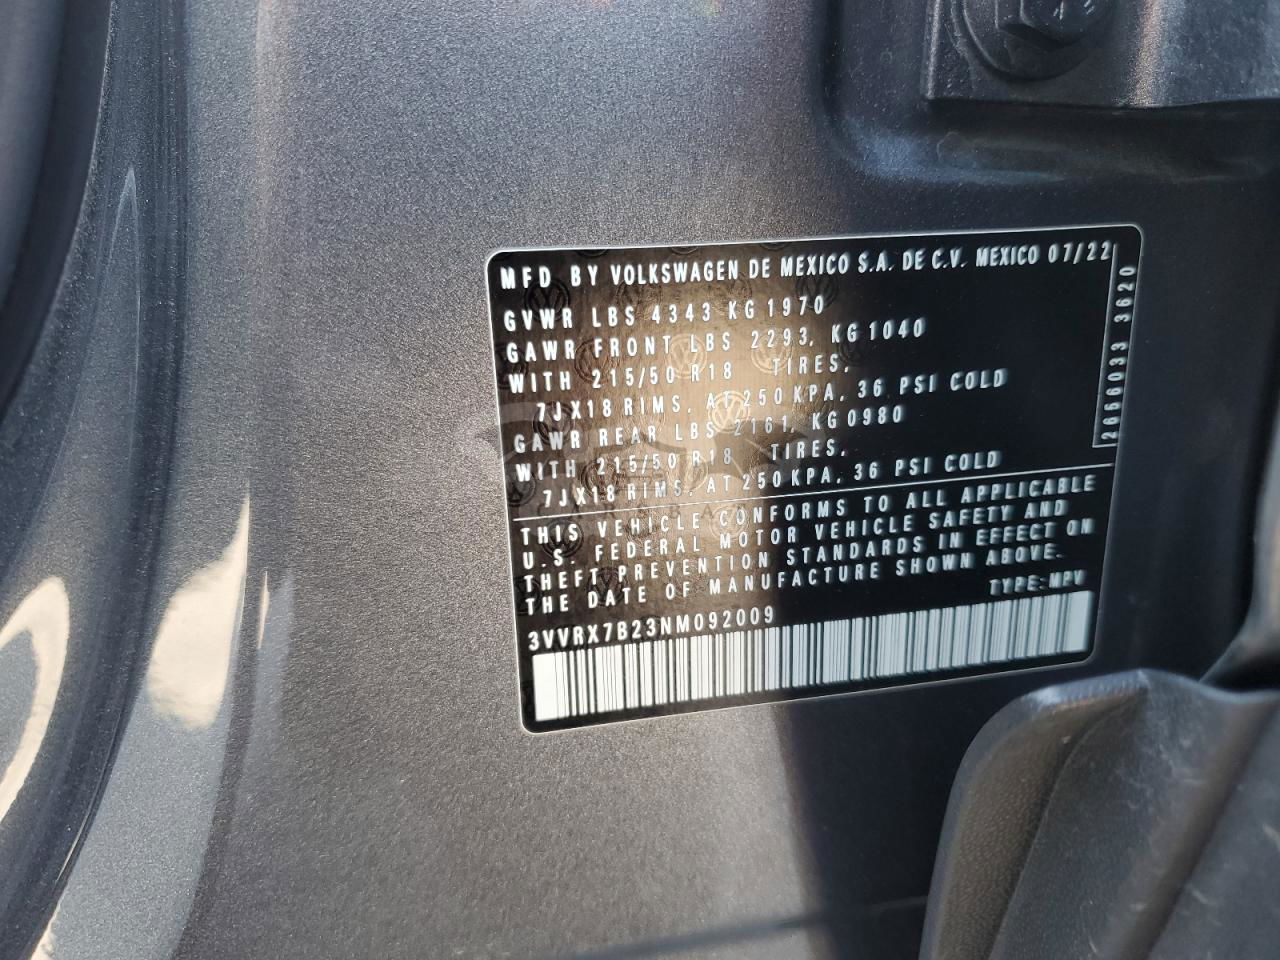 MFD BY VOLKSWAGEN DE MEXICO S.A. DE C.V. MEXICO 07/22
GVWR LBS 4343 KG 1970
GAWR FRONT LBS 2293, KG 1040
WITH 215/50 R18 TIRES,
7JX18 RIMS, AT 250 KPA, 36 PSI COLD
GAWR REAR LBS 2161, KG 0980
WITH 215/50 R18 TIRES,
7JX18 RIMS, AT 250 KPA, 36 PSI COLD
THIS VEHICLE CONFORMS TO ALL APPLICABLE
U.S. FEDERAL MOTOR VEHICLE SAFETY AND
THEFT PREVENTION STANDARDS IN EFFECT ON
THE DATE OF MANUFACTURE SHOWN ABOVE.
TYPE: MPV
3VVRX7B23NM092009
2656033 3620